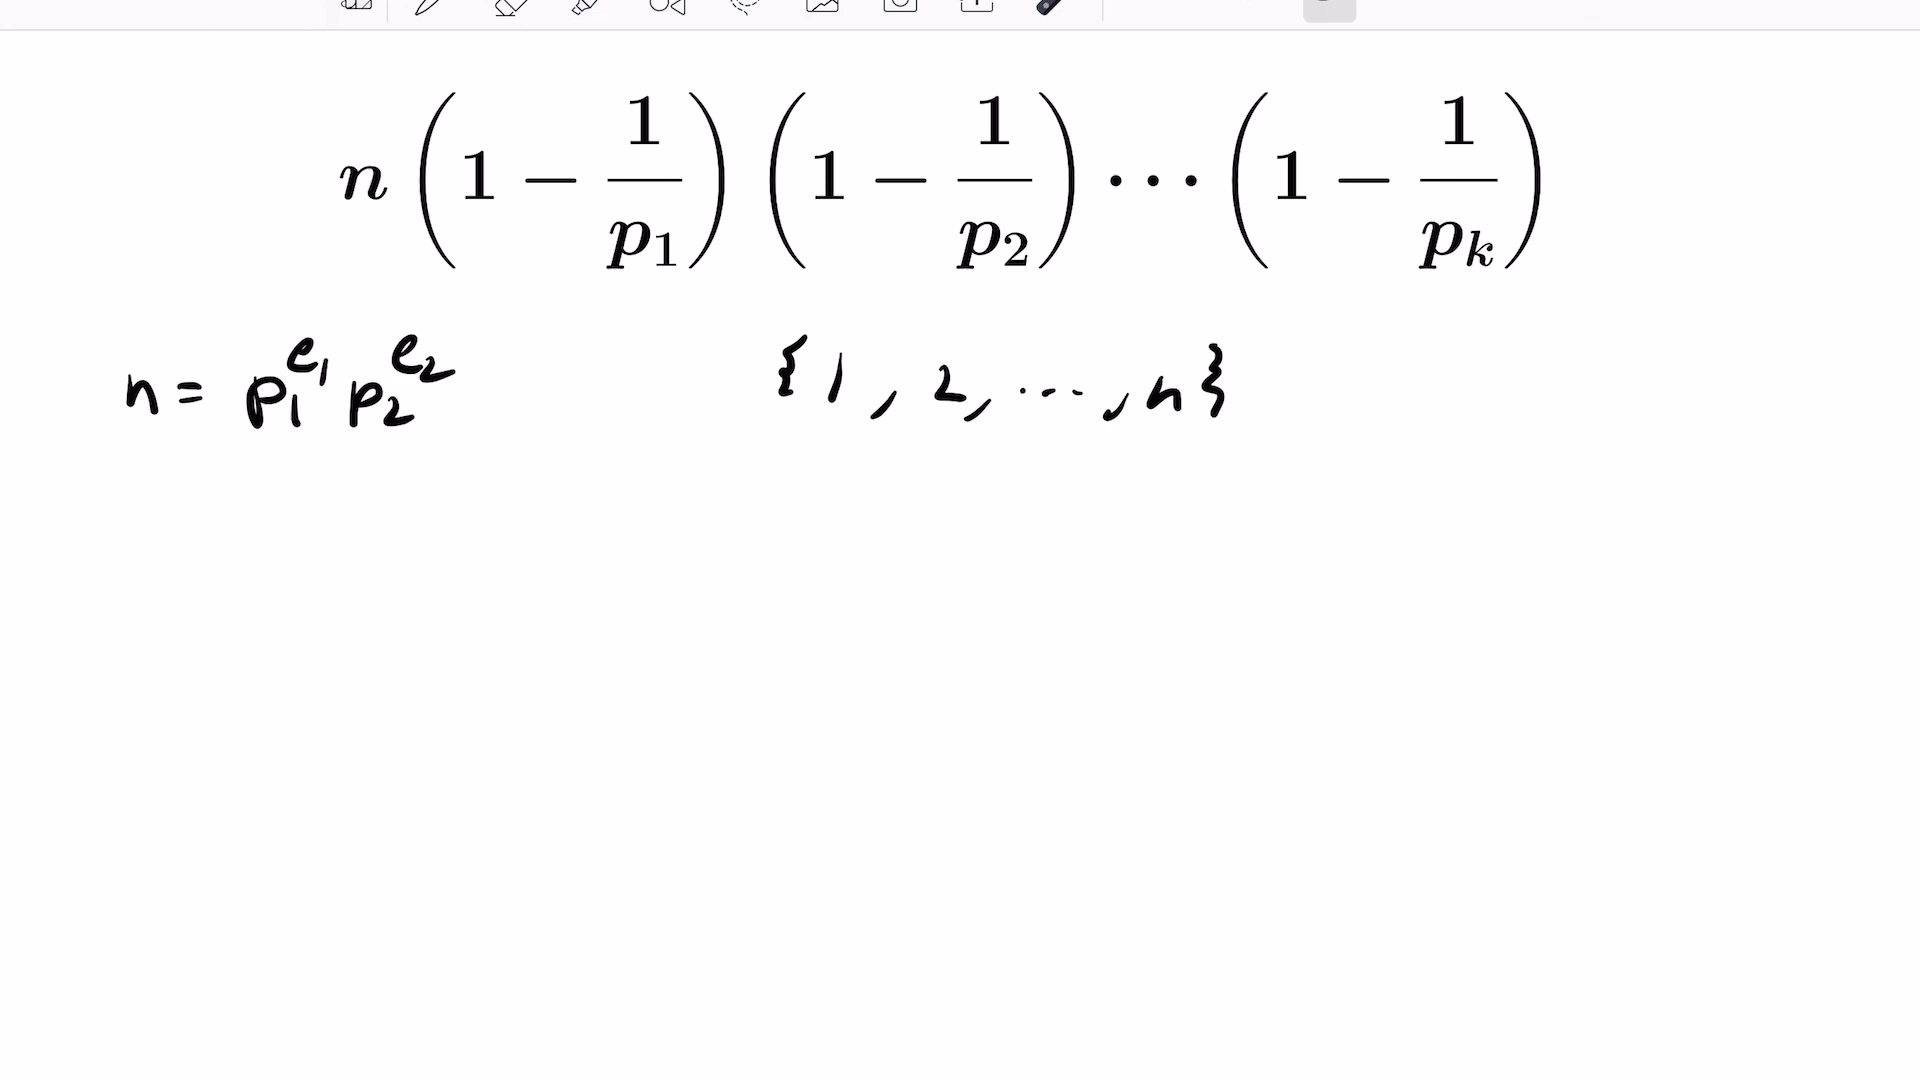 n (1 − 1/p₁) (1 − 1/p₂) ··· (1 − 1/pₖ)
n = p₁^e₁ p₂^e₂ {1, 2, ..., n}